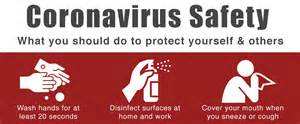 Coronavirus Safety
What you should do to protect yourself & others
Wash hands for at
least 20 seconds
Disinfect surfaces at
home and work
Cover your mouth when
you sneeze or cough